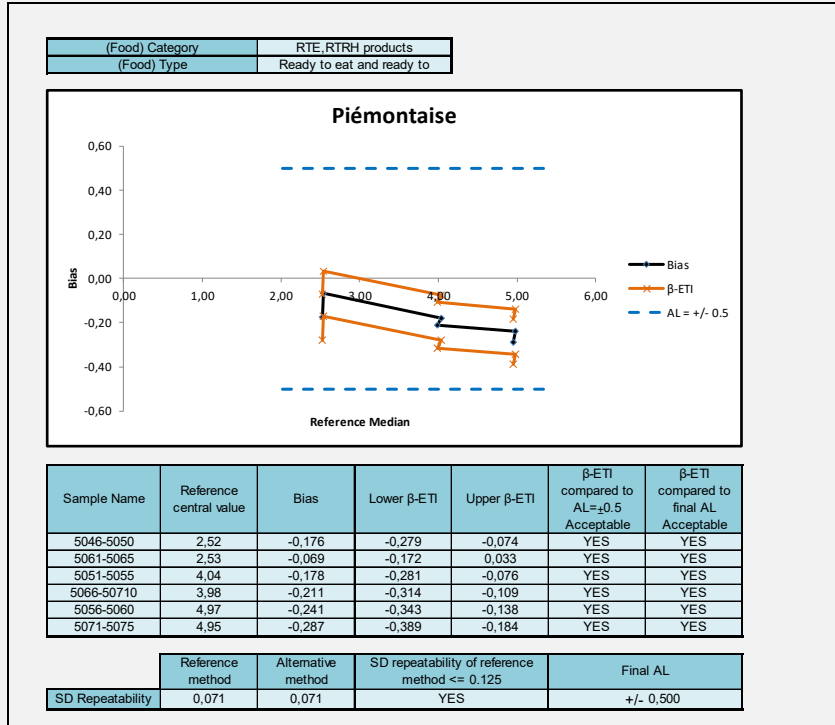 (Food) Category RTE,RTRH products
(Food) Type Ready to eat and ready to
Piémontaise
0,60
0,40
0,20
0,00
-0,20
-0,40
-0,60
0,00 1,00 2,00 3,00 4,00 5,00 6,00
Bias
Reference Median
Bias
β-ETI
AL = +/- 0.5
Sample Name Reference central value Bias Lower β-ETI Upper β-ETI β-ETI compared to AL=±0.5 Acceptable β-ETI compared to final AL Acceptable
5046-5050 2,52 -0,176 -0,279 -0,074 YES YES
5061-5065 2,53 -0,069 -0,172 0,033 YES YES
5051-5055 4,04 -0,178 -0,281 -0,076 YES YES
5066-50710 3,98 -0,211 -0,314 -0,109 YES YES
5056-5060 4,97 -0,241 -0,343 -0,138 YES YES
5071-5075 4,95 -0,287 -0,389 -0,184 YES YES
Reference method Alternative method SD repeatability of reference method <= 0.125 Final AL
SD Repeatability 0,071 0,071 YES +/- 0,500